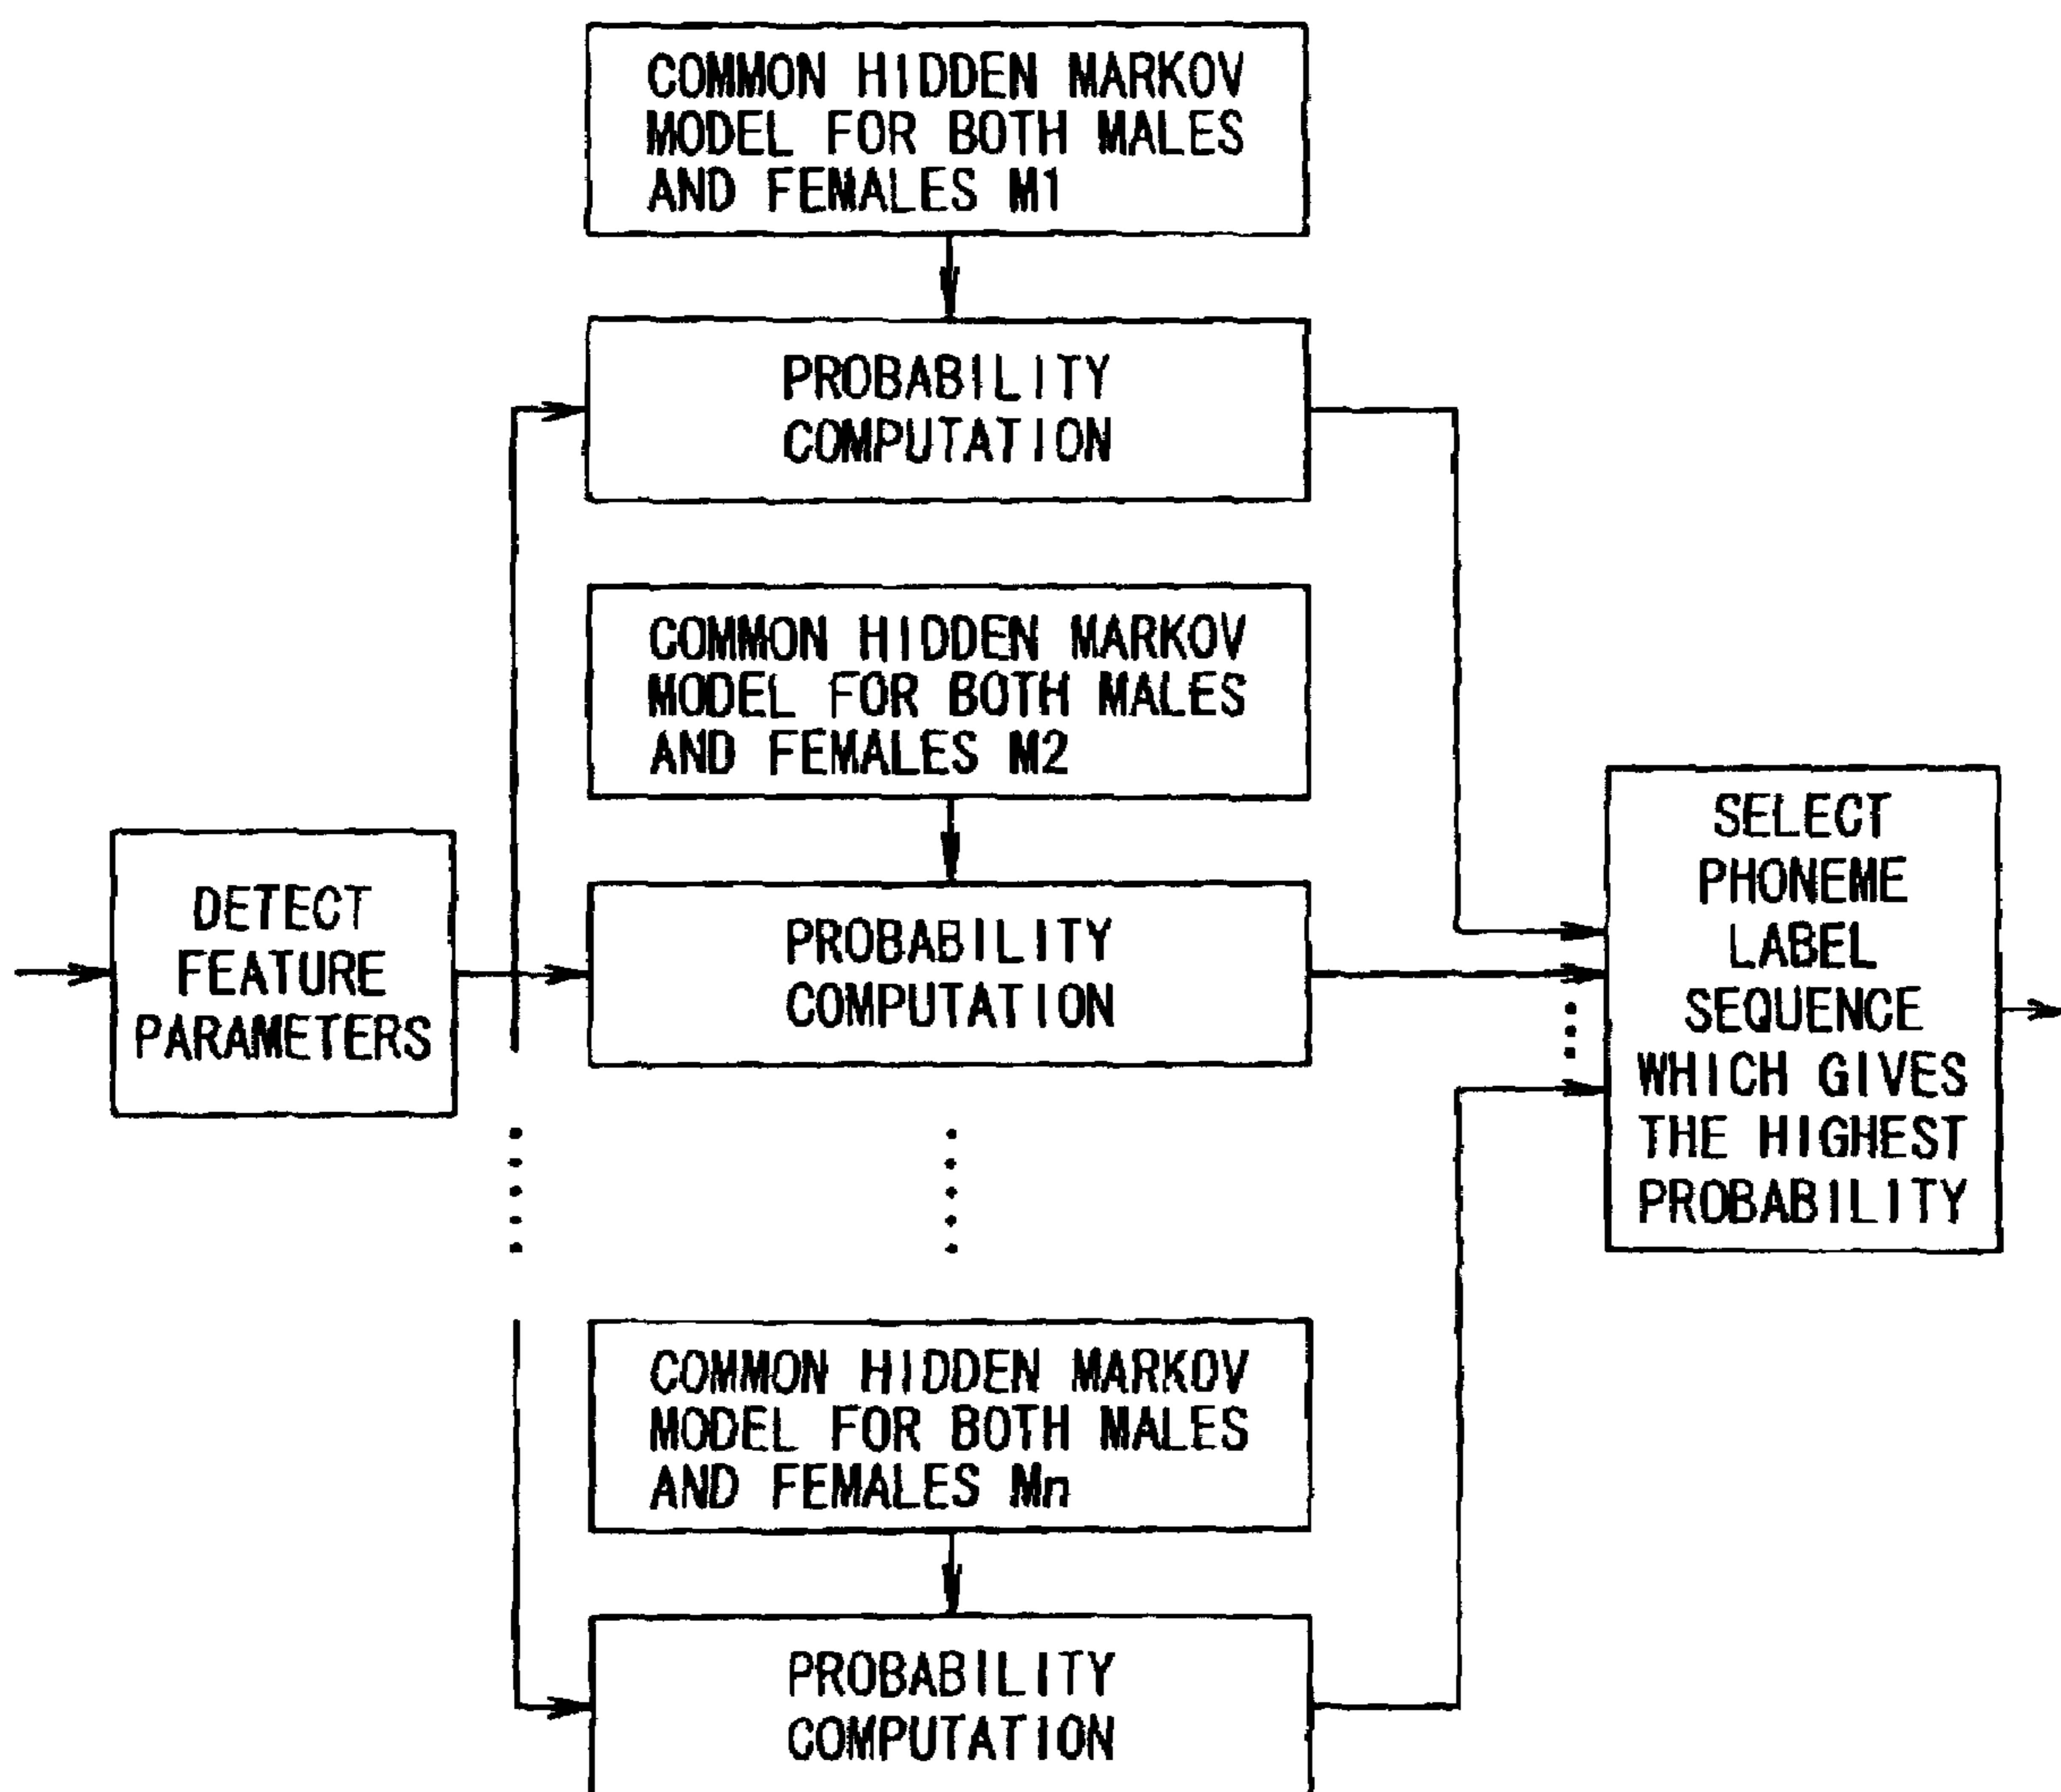 COMMON HIDDEN MARKOV
MODEL FOR BOTH MALES
AND FEMALES M1
PROBABILITY
COMPUTATION
COMMON HIDDEN MARKOV
MODEL FOR BOTH MALES
AND FEMALES M2
DETECT
FEATURE
PARAMETERS
PROBABILITY
COMPUTATION
SELECT
PHONEME
LABEL
SEQUENCE
WHICH GIVES
THE HIGHEST
PROBABILITY
COMMON HIDDEN MARKOV
MODEL FOR BOTH MALES
AND FEMALES Mn
PROBABILITY
COMPUTATION